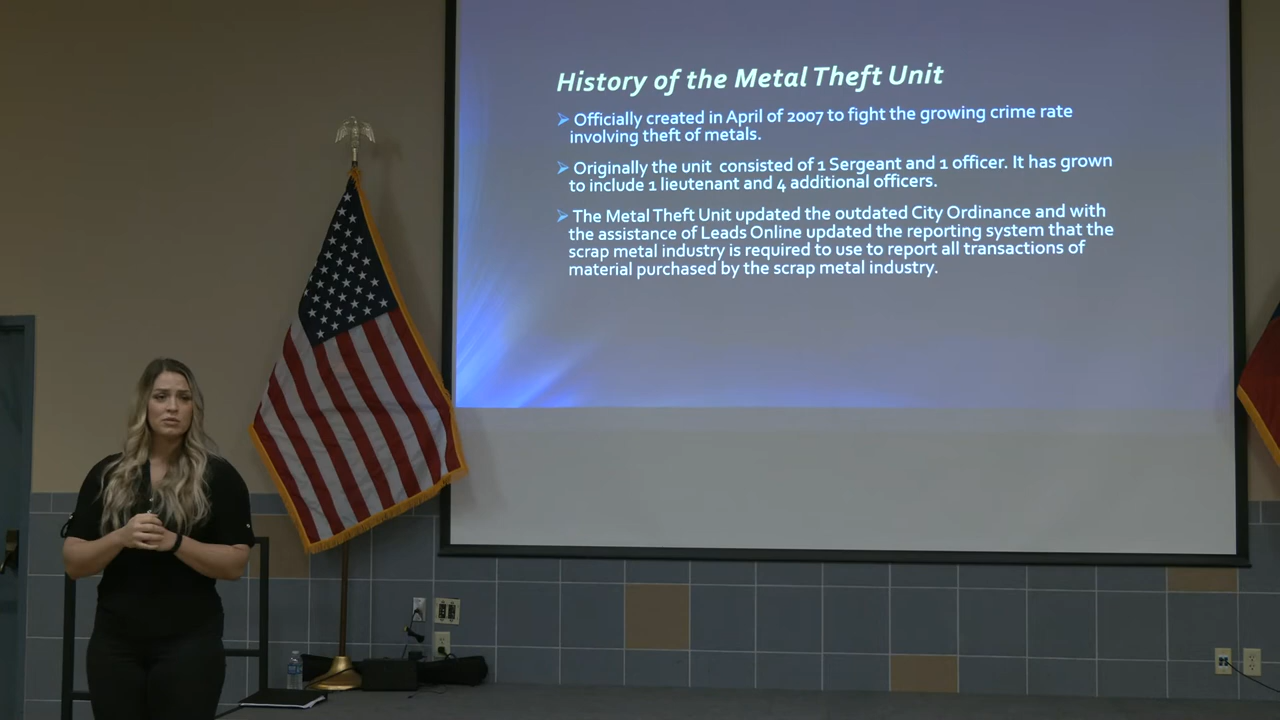 History of the Metal Theft Unit
➢ Officially created in April of 2007 to fight the growing crime rate
involving theft of metals.
➢ Originally the unit consisted of 1 Sergeant and 1 officer. It has grown
to include 1 lieutenant and 4 additional officers.
➢ The Metal Theft Unit updated the outdated City Ordinance and with
the assistance of Leads Online updated the reporting system that the
scrap metal industry is required to use to report all transactions of
material purchased by the scrap metal industry.